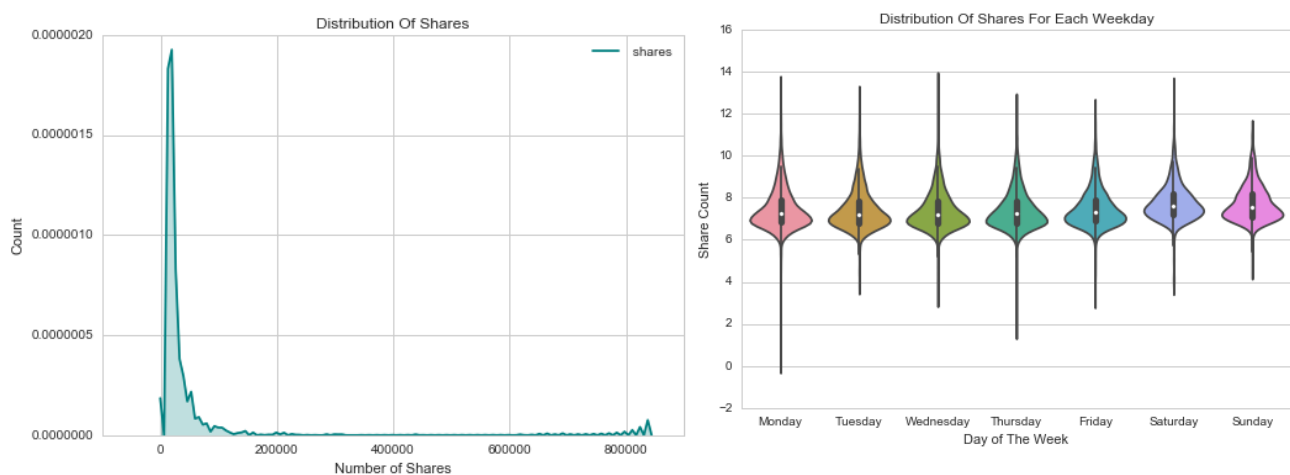 Distribution Of Shares
0.0000020
0.0000015
0.0000010
0.0000005
0.0000000
Count
shares
0
200000
400000
600000
800000
Number of Shares
Distribution Of Shares For Each Weekday
16
14
12
10
8
6
4
2
0
−2
Share Count
Monday
Tuesday
Wednesday
Thursday
Friday
Saturday
Sunday
Day of The Week